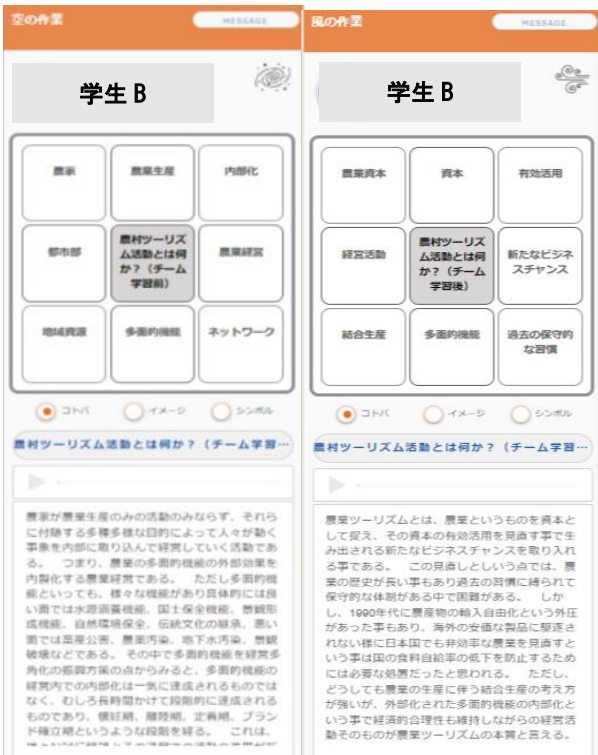 空の作業
MESSAGE
学生B
農家
農業生産
内部化
都市部
農村ツーリズ
ム活動とは何
か？（チーム
学習前）
農業経営
地域資源
多面的機能
ネットワーク
コトバ
イメージ
シンボル
農村ツーリズム活動とは何か？（チーム学習…
農家が農業生産のみの活動のみならず、それら
に付随する多種多様な目的によって人々が動く
事象を内部に取り込んで経営していく活動であ
る。　つまり、農業の多面的機能の外部効果を
内製化する農業経営である。　ただし多面的機
能といっても、様々な機能があり具体的には良
い面では水源涵養機能、国土保全機能、景観形
成機能、自然環境保全、伝統文化の継承、悪い
面では畜産公害、農薬汚染、地下水汚染、景観
破壊などである。　その中で多面的機能を経営多
角化の振興方策の点からみると、多面的機能の
経営内での内部化は一気に達成されるものでは
なく、むしろ長時間かけて段階的に達成される
ものであり、懐妊期、離陸期、定着期、ブラン
ド確立期というような段階を経る。　これは、
風の作業
MESSAGE
学生B
農業資本
資本
有効活用
経営活動
農村ツーリズ
ム活動とは何
か？（チーム
学習後）
新たなビジネ
スチャンス
結合生産
多面的機能
過去の保守的
な習慣
コトバ
イメージ
シンボル
農村ツーリズム活動とは何か？（チーム学習…
農業ツーリズムとは、農業というものを資本と
して捉え、その資本の有効活用を見直す事で生
み出される新たなビジネスチャンスを取り入れ
る事である。　この見直しとしいう点では、農
業の歴史が長い事もあり過去の習慣に縛られて
保守的な体制がある中で困難がある。　しか
し、1990年代に農産物の輸入自由化という外圧
があった事もあり、海外の安価な製品に駆逐さ
れない様に日本国でも非効率な農業を見直すと
いう事は国の食料自給率の低下を防止するため
には必要な処置だったと思われる。　ただし、
どうしても農業の生産に伴う結合生産の考え方
が強いが、外部化された多面的機能の内部化と
いう事で経済的合理性も維持しながらの経営活
動そのものが農業ツーリズムの本質と言える。